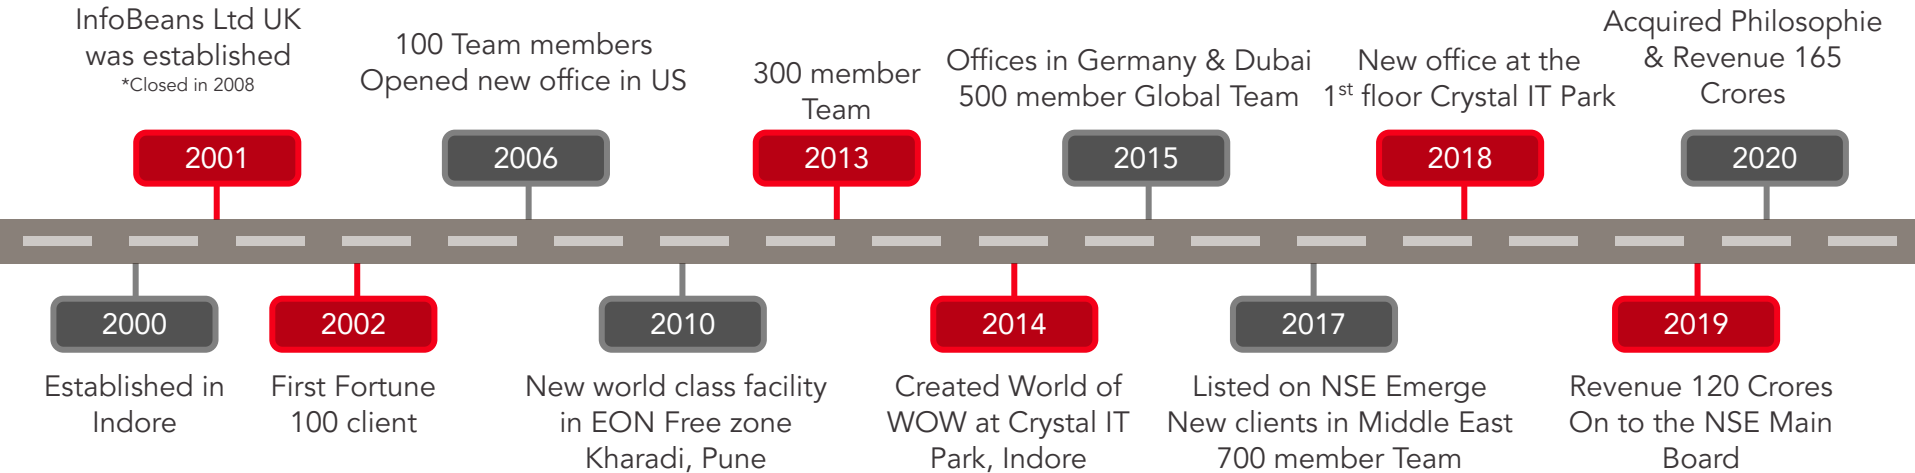 InfoBeans Ltd UK
was established
*Closed in 2008
2001
100 Team members
Opened new office in US
2006
300 member
Team
2013
Offices in Germany & Dubai
500 member Global Team
2015
New office at the
1st floor Crystal IT Park
2018
Acquired Philosophie
& Revenue 165
Crores
2020
2000
Established in
Indore
2002
First Fortune
100 client
2010
New world class facility
in EON Free zone
Kharadi, Pune
2014
Created World of
WOW at Crystal IT
Park, Indore
2017
Listed on NSE Emerge
New clients in Middle East
700 member Team
2019
Revenue 120 Crores
On to the NSE Main
Board